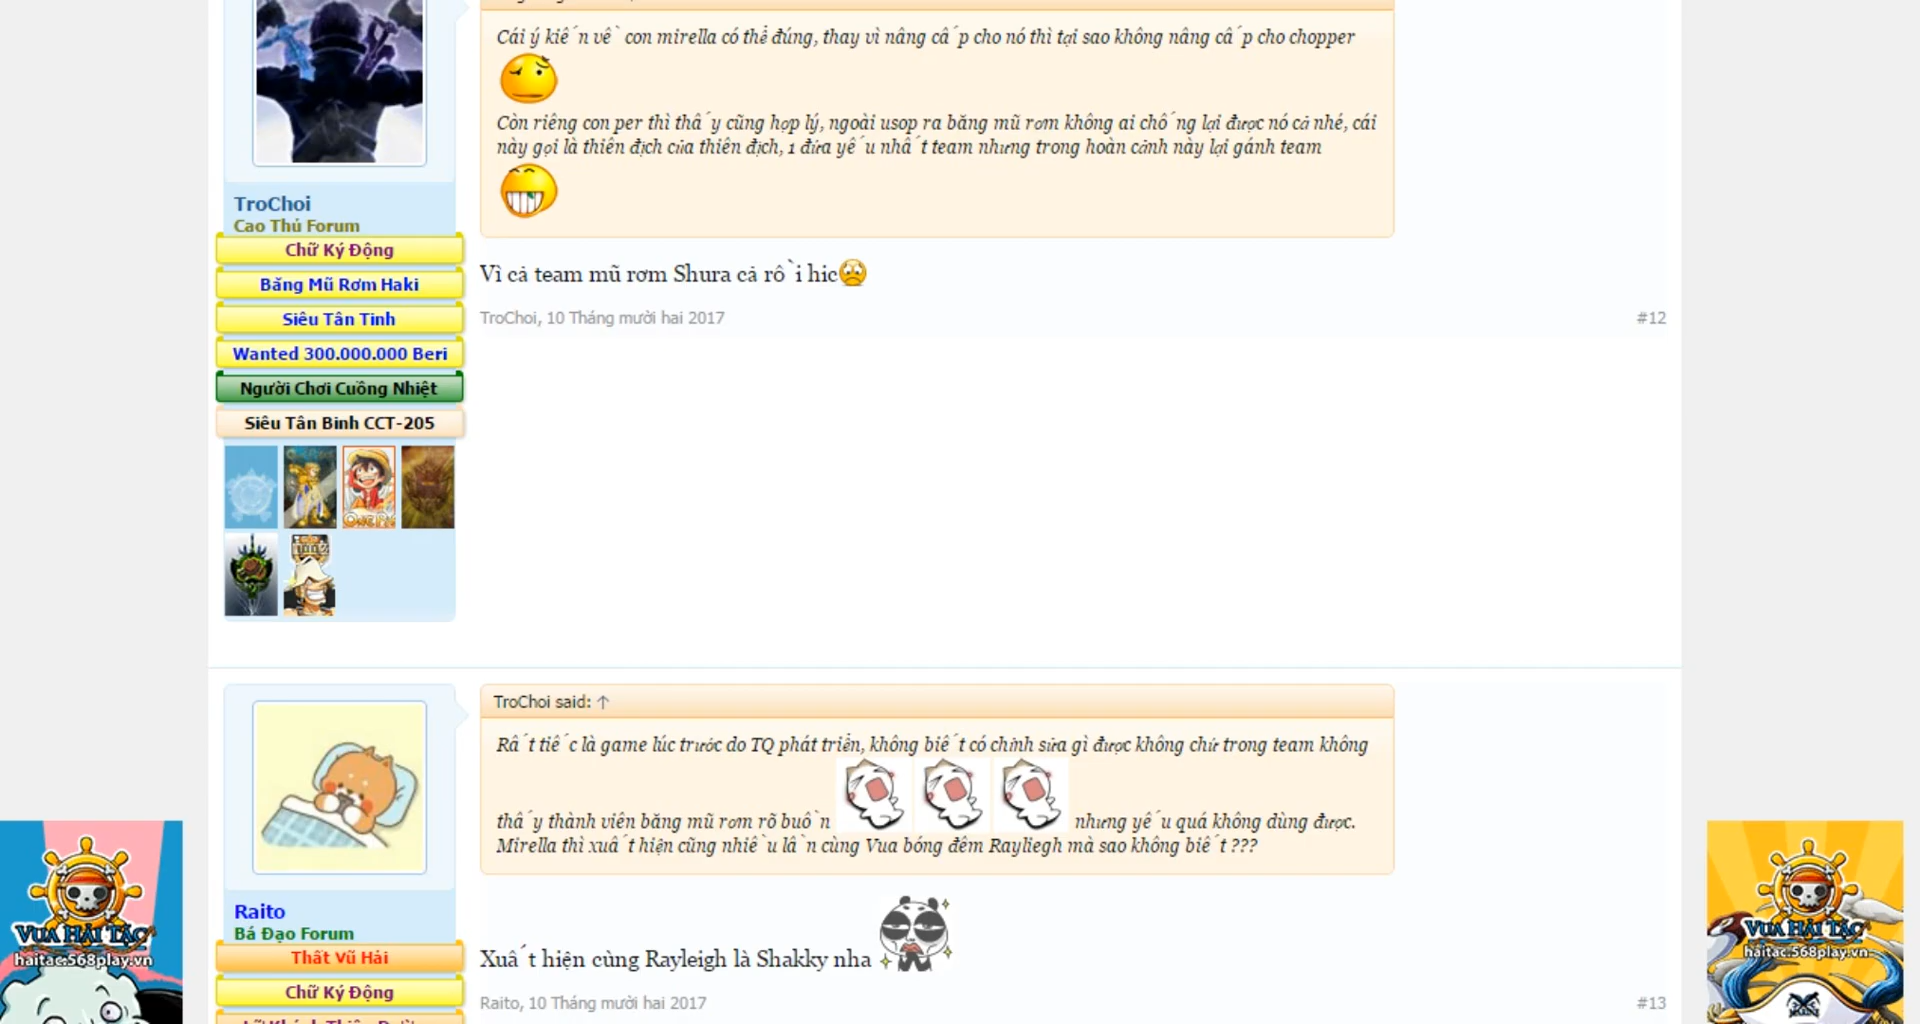 Cái ý kiến về con mirella có thể đúng, thay vì nâng cấp cho nó thì tại sao không nâng cấp cho chopper
Còn riêng con per thì thấy cũng hợp lý, ngoài usop ra băng mũ rơm không ai chống lại được nó cả nhé, cái
này gọi là thiên địch của thiên địch, 1 đứa yếu nhất team nhưng trong hoàn cảnh này lại gánh team
TroChoi
Cao Thủ Forum
Chữ Ký Động
Băng Mũ Rơm Haki
Siêu Tân Tinh
Wanted 300.000.000 Beri
Người Chơi Cuồng Nhiệt
Siêu Tân Binh CCT-205
Vì cả team mũ rơm Shura cả rồi hic
TroChoi, 10 Tháng mười hai 2017
#12
TroChoi said: ↑
Rất tiếc là game lúc trước do TQ phát triển, không biết có chỉnh sửa gì được không chứ trong team không
thấy thành viên băng mũ rơm rõ buồn nhưng yếu quá không dùng được.
Mirella thì xuất hiện cũng nhiều lần cùng Vua bóng đêm Rayliegh mà sao không biết ???
Raito
Bá Đạo Forum
Thất Vũ Hải
Chữ Ký Động
Xuất hiện cùng Rayleigh là Shakky nha
Raito, 10 Tháng mười hai 2017
#13
VUA HẢI TẶC
haitac.568play.vn
VUA HẢI TẶC
haitac.568play.vn
MARINE